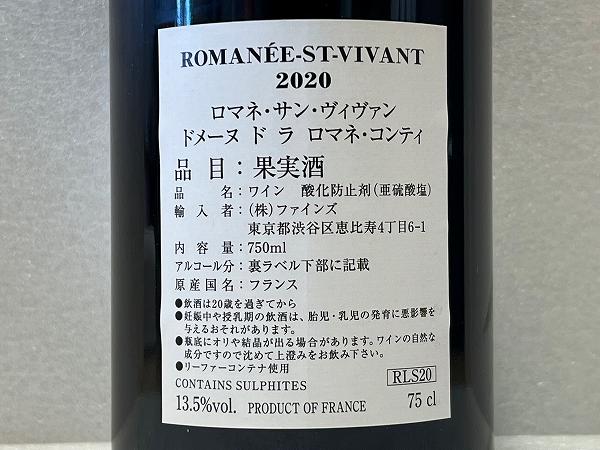 ROMANÉE-ST-VIVANT
2020
ロマネ・サン・ヴィヴァン
ドメーヌ ド ラ ロマネ・コンティ
品目：果実酒
品名：ワイン 酸化防止剤(亜硫酸塩)
輸入者：(株)ファインズ
東京都渋谷区恵比寿4丁目6-1
内容量：750ml
アルコール分：裏ラベル下部に記載
原産国名：フランス
●飲酒は20歳を過ぎてから
●妊娠中や授乳期の飲酒は、胎児・乳児の発育に悪影響を
与えるおそれがあります。
●瓶底にオリや結晶が出る場合があります。ワインの自然な
成分ですので沈めて上澄みをお飲み下さい。
●リーファーコンテナ使用
CONTAINS SULPHITES RLS20
13.5%vol. PRODUCT OF FRANCE 75 cl